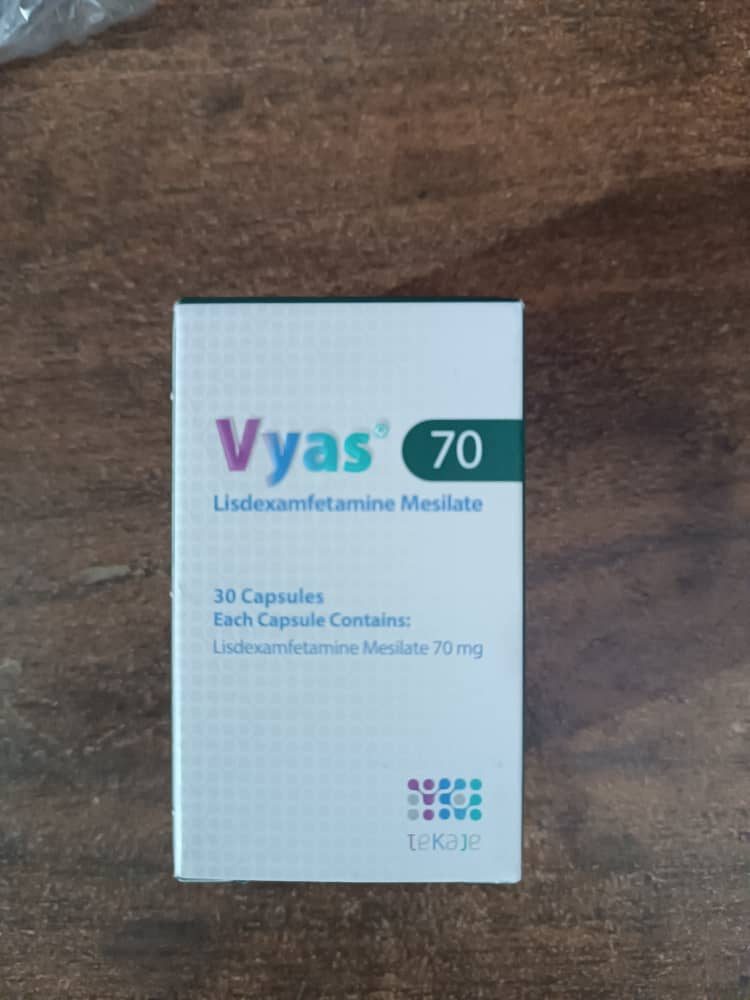 Vyas® 70
Lisdexamfetamine Mesilate
30 Capsules
Each Capsule Contains:
Lisdexamfetamine Mesilate 70 mg
TEKAJE